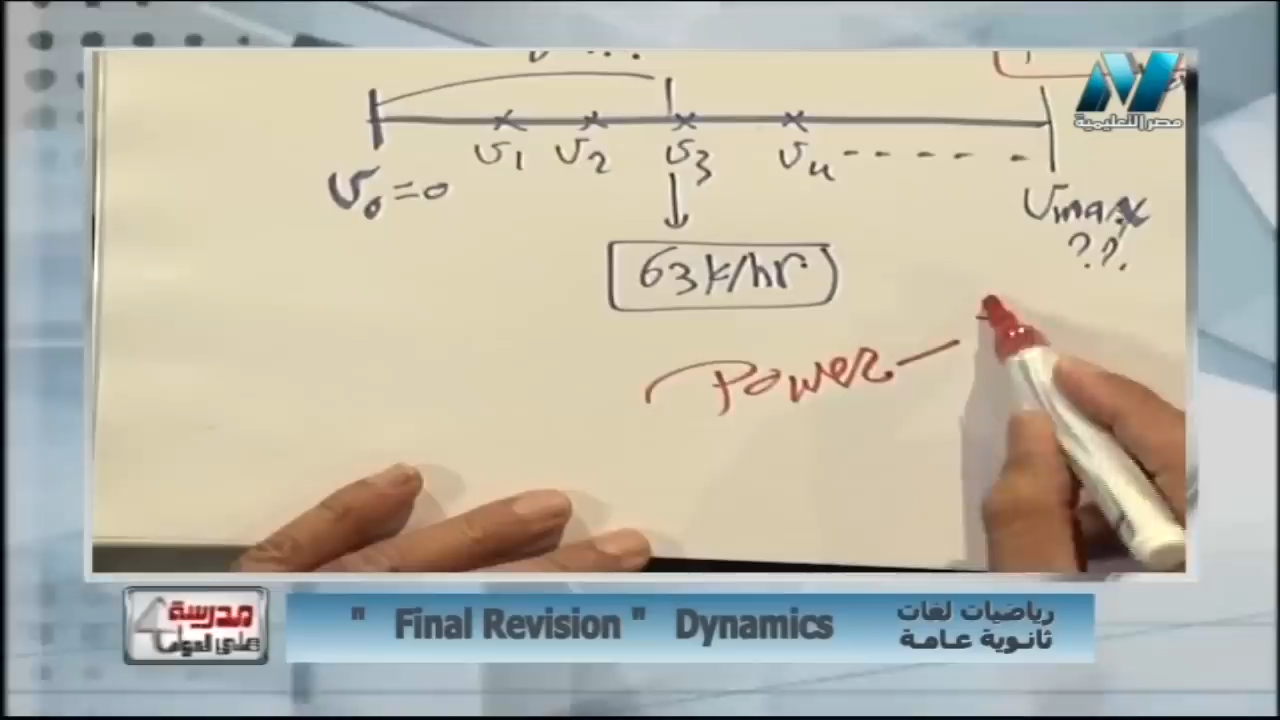 مصر التعليمية
v₁ v₂ v₃ v₄ - - - - -
v₀ = 0
vmax
??.
63 k/hr
Power
مدرسة
على الهواء
" Final Revision " Dynamics
رياضيات لغات
ثانوية عامة